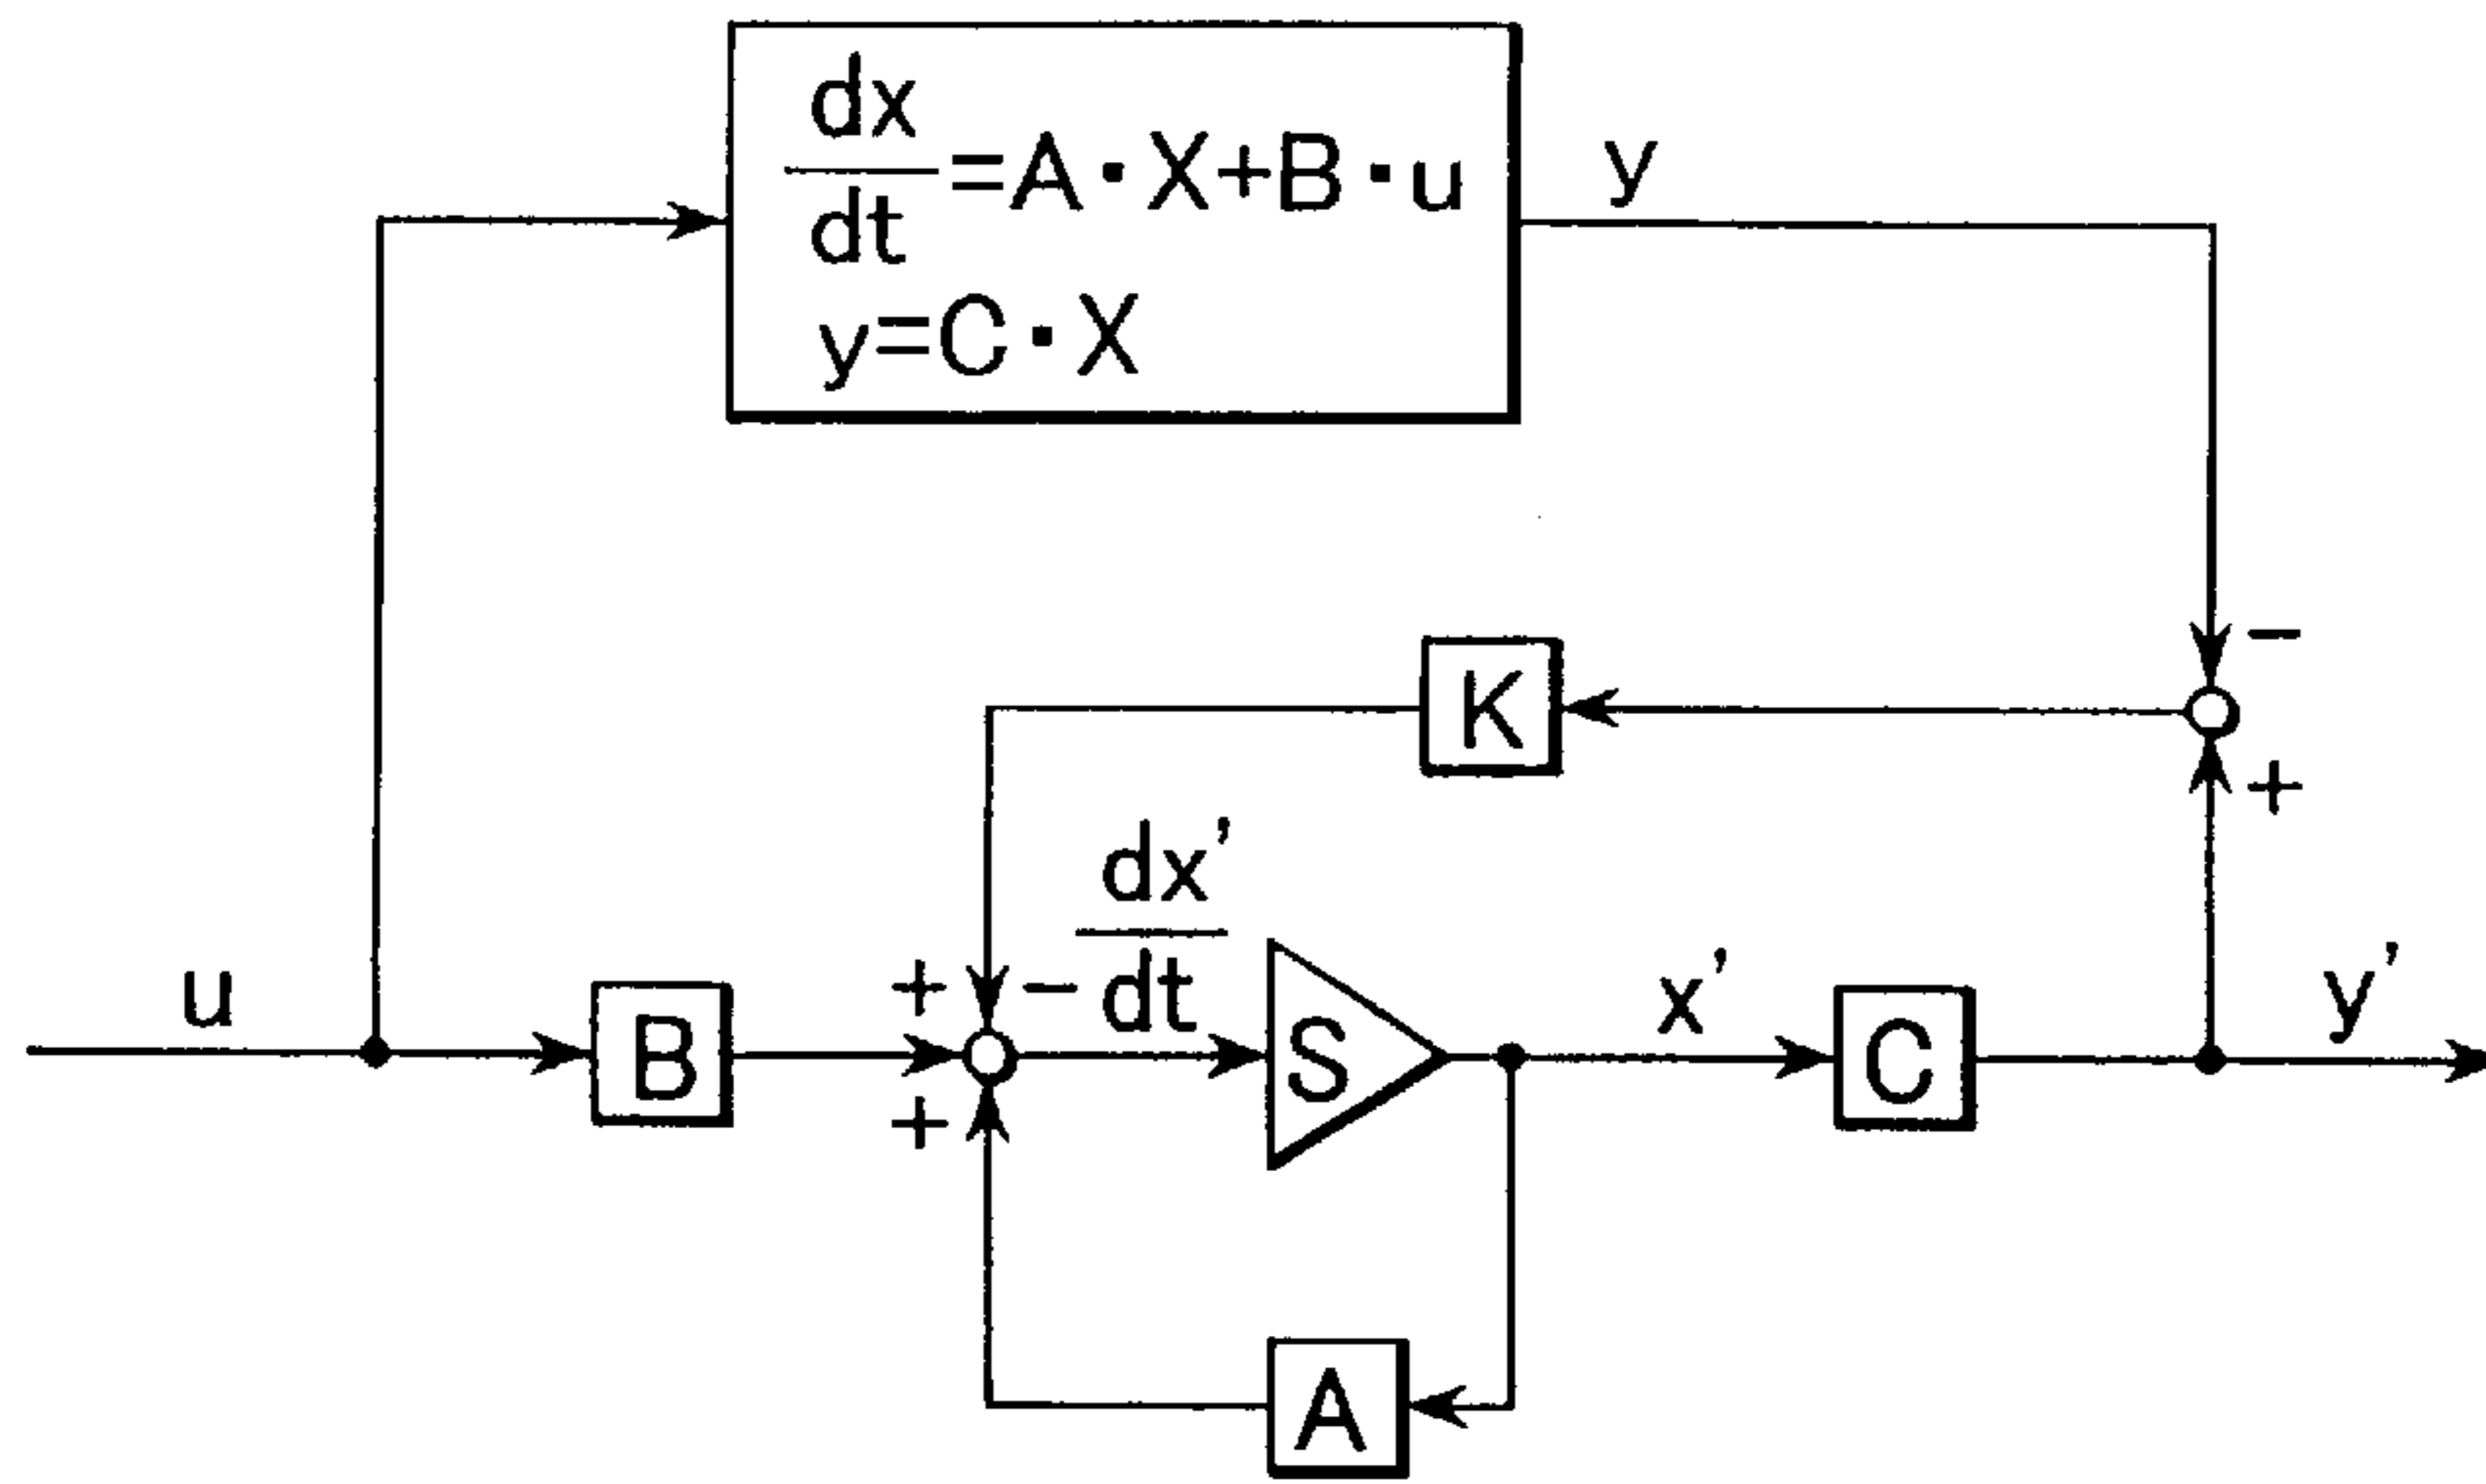 dx/dt=A·X+B·u
y=C·X
y
K
-
+
dx'/dt
u
B
+
-
+
S
x'
C
y'
A